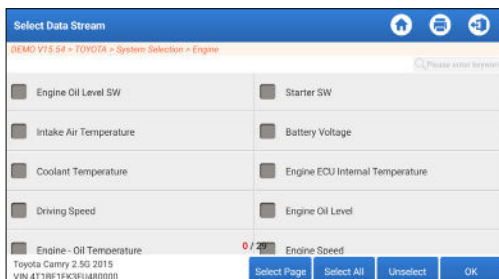 Select Data Stream
DEMO V15.54 > TOYOTA > System Selection > Engine
Please enter keyword
Engine Oil Level SW
Starter SW
Intake Air Temperature
Battery Voltage
Coolant Temperature
Engine ECU Internal Temperature
Driving Speed
Engine Oil Level
Engine - Oil Temperature
0 / 29
Engine Speed
Toyota Camry 2.5G 2015
VIN 4T1BF1FK3EU480000
Select Page
Select All
Unselect
OK